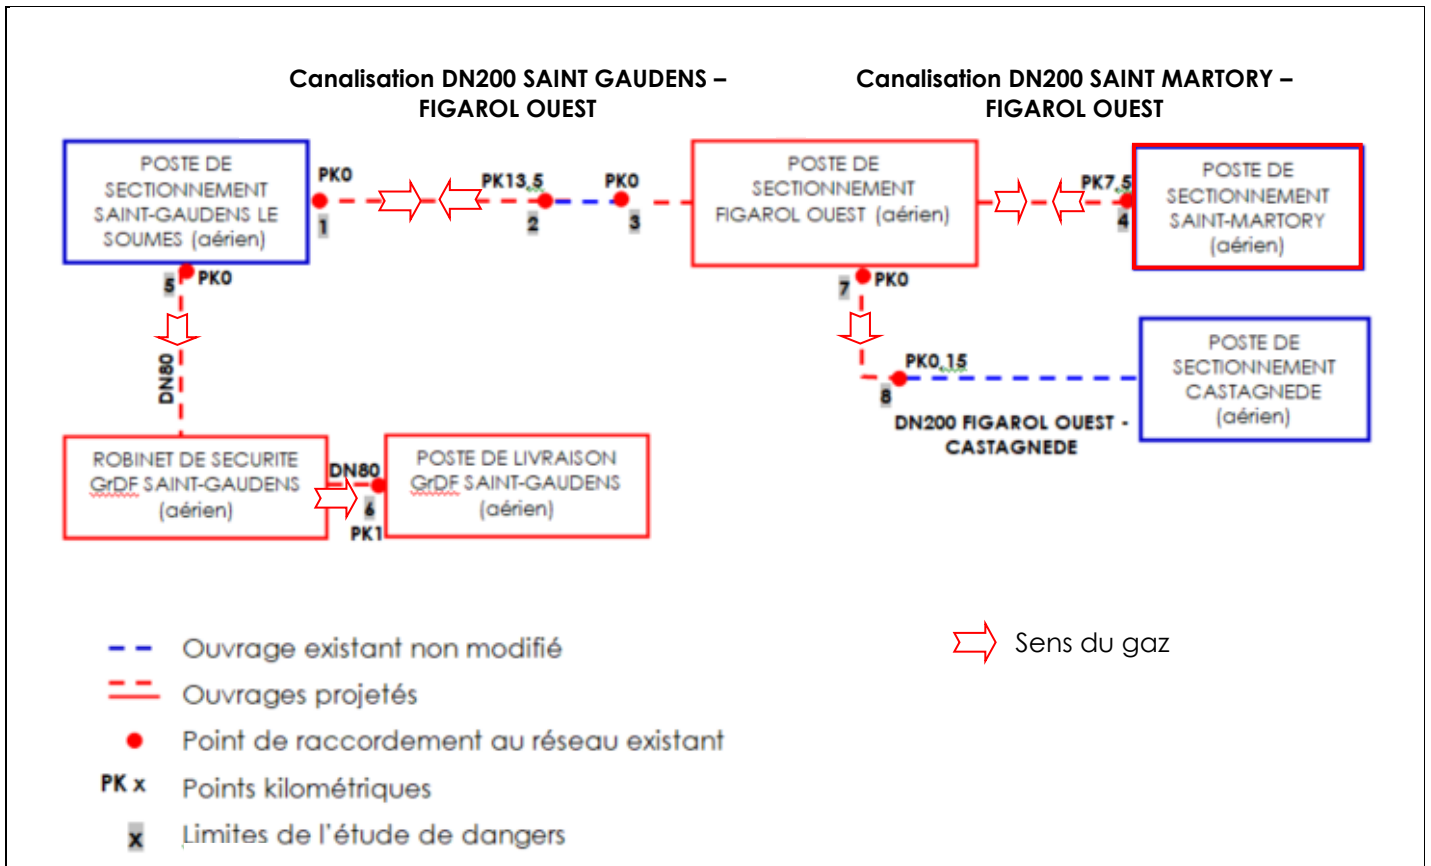 Canalisation DN200 SAINT GAUDENS –
FIGAROL OUEST
Canalisation DN200 SAINT MARTORY –
FIGAROL OUEST
POSTE DE
SECTIONNEMENT
SAINT-GAUDENS LE
SOUMES (aérien)
PK0
1
PK13,5
2
PK0
3
POSTE DE
SECTIONNEMENT
FIGAROL OUEST (aérien)
PK7,5
4
POSTE DE
SECTIONNEMENT
SAINT-MARTORY
(aérien)
5
PK0
DN80
7
PK0
PK0,15
8
DN200 FIGAROL OUEST -
CASTAGNEDE
POSTE DE
SECTIONNEMENT
CASTAGNEDE
(aérien)
ROBINET DE SECURITE
GrDF SAINT-GAUDENS
(aérien)
DN80
6
PK1
POSTE DE LIVRAISON
GrDF SAINT-GAUDENS
(aérien)
Ouvrage existant non modifié
Ouvrages projetés
Point de raccordement au réseau existant
PK x Points kilométriques
x Limites de l'étude de dangers
Sens du gaz